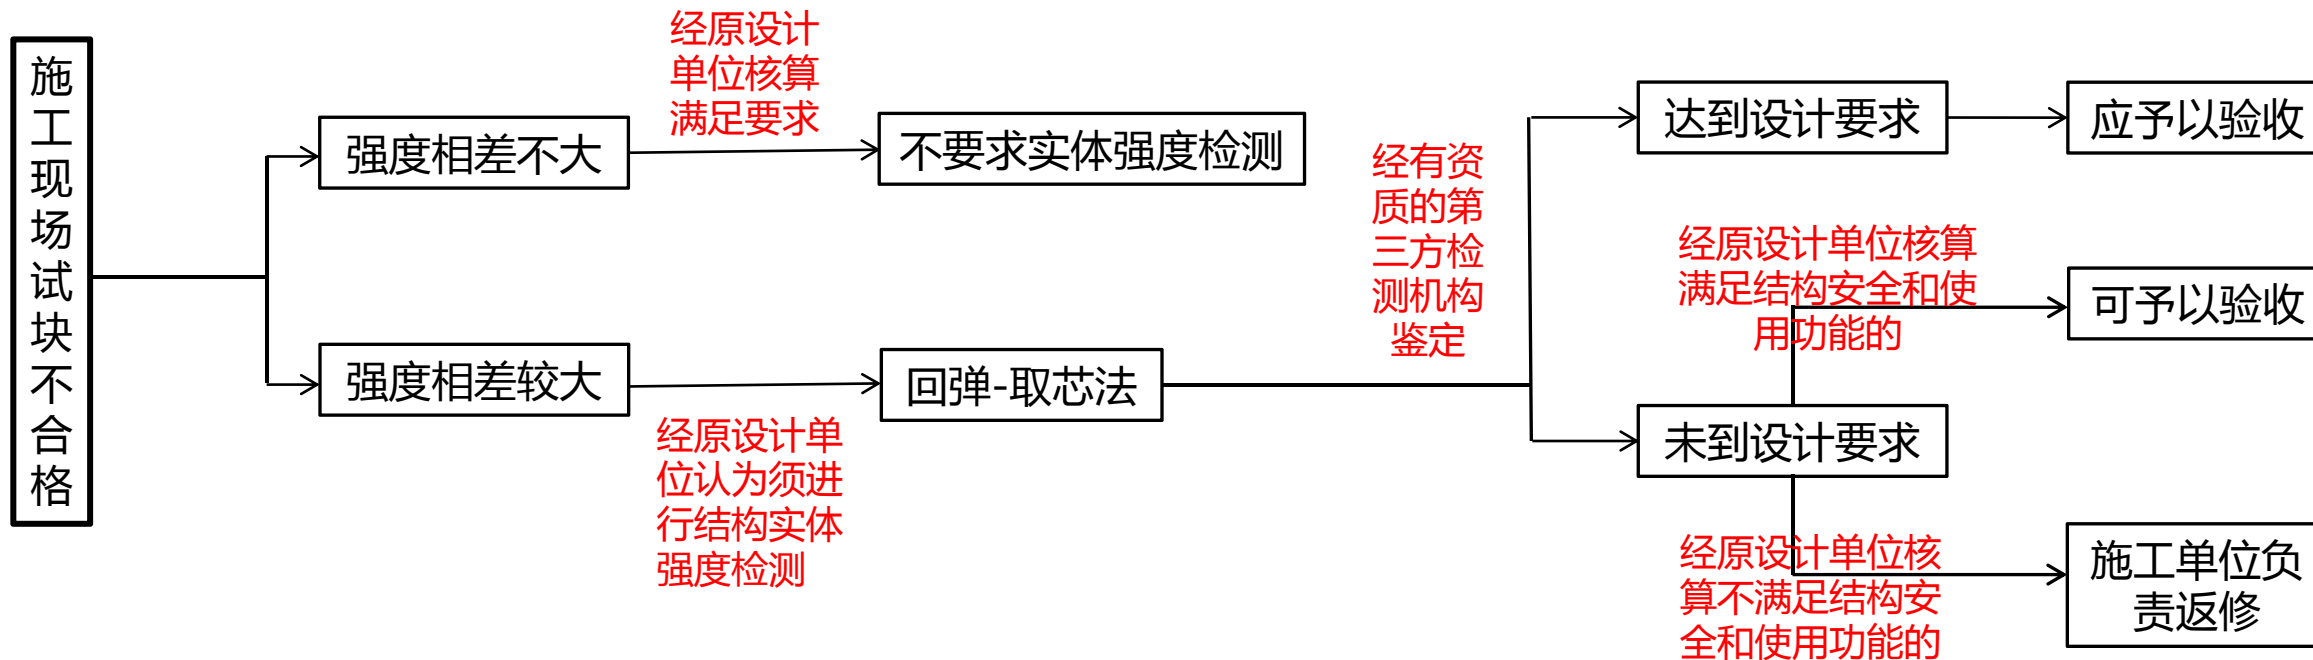 施
工
现
场
试
块
不
合
格
强度相差不大
经原设计
单位核算
满足要求
不要求实体强度检测
强度相差较大
经原设计单
位认为须进
行结构实体
强度检测
回弹-取芯法
经有资
质的第
三方检
测机构
鉴定
达到设计要求
应予以验收
经原设计单位核算
满足结构安全和使
用功能的
可予以验收
未到设计要求
经原设计单位核
算不满足结构安
全和使用功能的
施工单位负
责返修